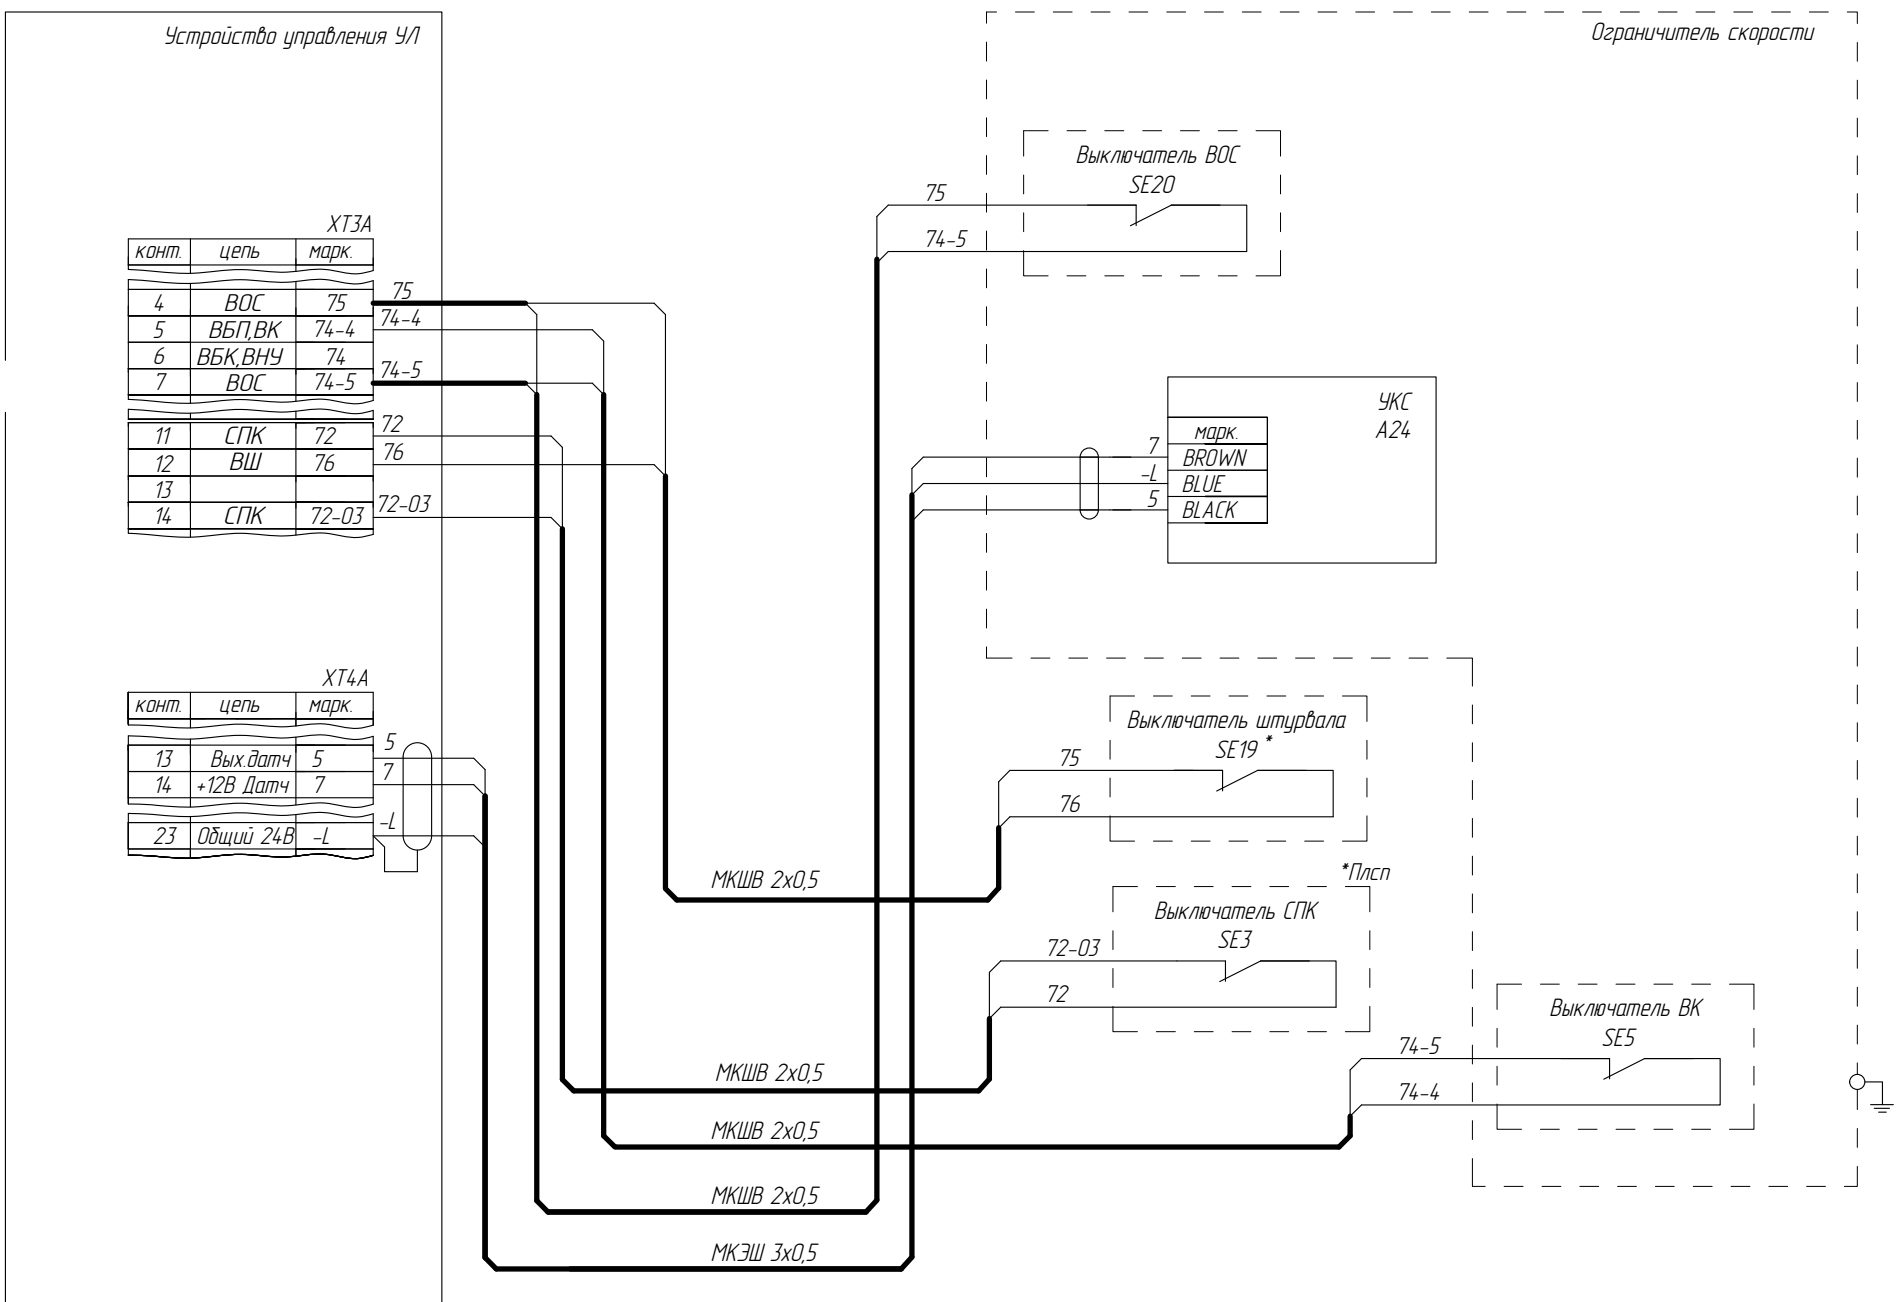 Устройство управления УЛ
Ограничитель скорости
Выключатель ВОС
SE20
75
74-5
XT3A
конт. цепь марк.
4 ВОС 75 75
5 ВБП,ВК 74-4 74-4
6 ВБК,ВНУ 74
7 ВОС 74-5 74-5
11 СПК 72 72
12 ВШ 76 76
13
14 СПК 72-03 72-03
УКС
A24
марк.
7 BROWN
-L BLUE
5 BLACK
XT4A
конт. цепь марк.
13 Вых.датч 5 5
14 +12В Датч 7 7
23 Общий 24В -L -L
Выключатель штурвала
SE19 *
75
76
*Плсп
МКШВ 2x0,5
Выключатель СПК
SE3
72-03
72
МКШВ 2x0,5
Выключатель ВК
SE5
74-5
74-4
МКШВ 2x0,5
МКШВ 2x0,5
МКЭШ 3x0,5